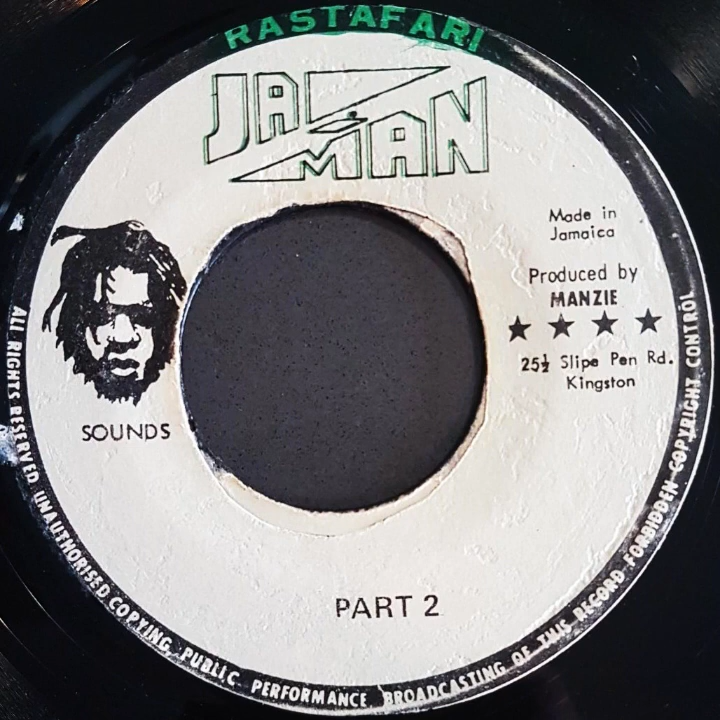 RASTAFARI
JAH
MAN
Made in
Jamaica
Produced by
MANZIE
★ ★ ★ ★
25½ Slipe Pen Rd.
Kingston
SOUNDS
PART 2
ALL RIGHTS RESERVED UNAUTHORISED COPYING, PUBLIC PERFORMANCE BROADCASTING OF THIS RECORD FORBIDDEN COPYRIGHT CONTROL